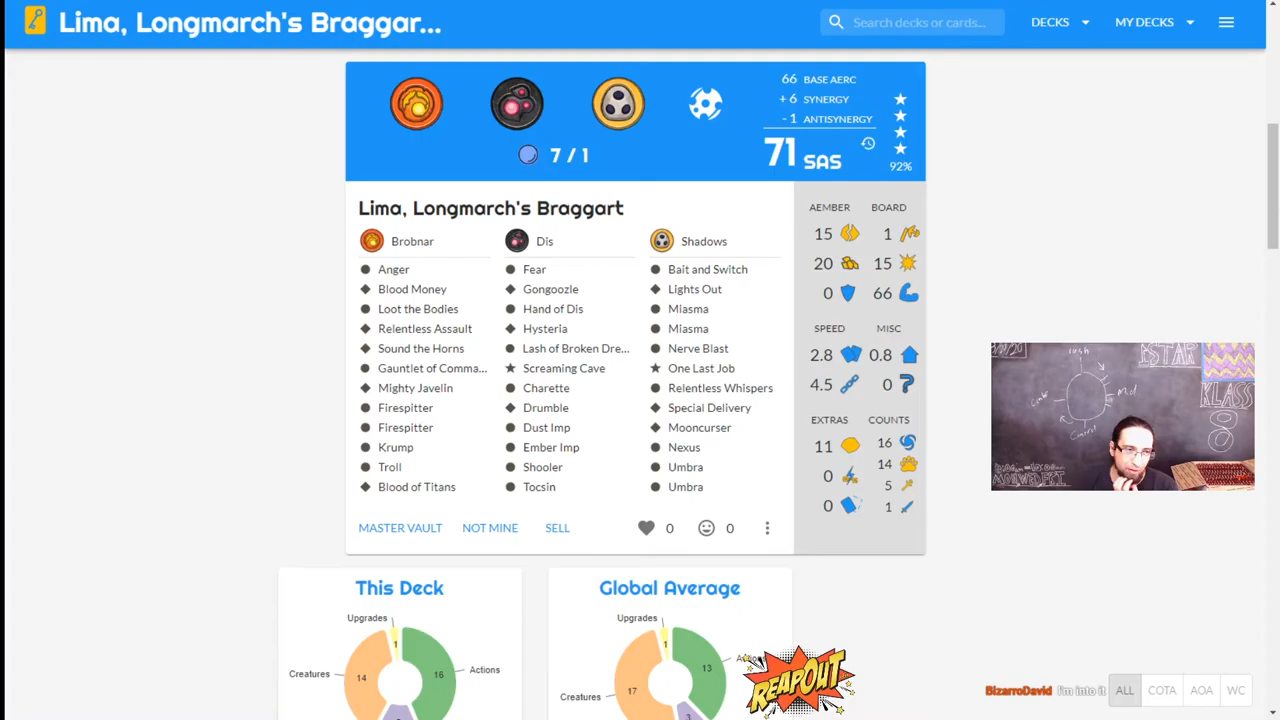 Lima, Longmarch's Braggar...
Search decks or cards...
DECKS
MY DECKS
66 BASE AERC
+ 6 SYNERGY
- 1 ANTISYNERGY
71 SAS
92%
7 / 1
Lima, Longmarch's Braggart
Brobnar
Anger
Blood Money
Loot the Bodies
Relentless Assault
Sound the Horns
Gauntlet of Comma...
Mighty Javelin
Firespitter
Firespitter
Krump
Troll
Blood of Titans
Dis
Fear
Gongoozle
Hand of Dis
Hysteria
Lash of Broken Dre...
Screaming Cave
Charette
Drumble
Dust Imp
Ember Imp
Shooler
Tocsin
Shadows
Bait and Switch
Lights Out
Miasma
Miasma
Nerve Blast
One Last Job
Relentless Whispers
Special Delivery
Mooncurser
Nexus
Umbra
Umbra
AEMBER BOARD
15 1
20 15
0 66
SPEED MISC
2.8 0.8
4.5 0
EXTRAS COUNTS
11 16
0 14
5
0 1
MASTER VAULT NOT MINE SELL
0 0
This Deck
Upgrades
1
Creatures
14
16
Actions
Global Average
Upgrades
1
Creatures
17
13
3
REAPOUT
KLASS
BizarroDavid I'm into it
ALL COTA AOA WC